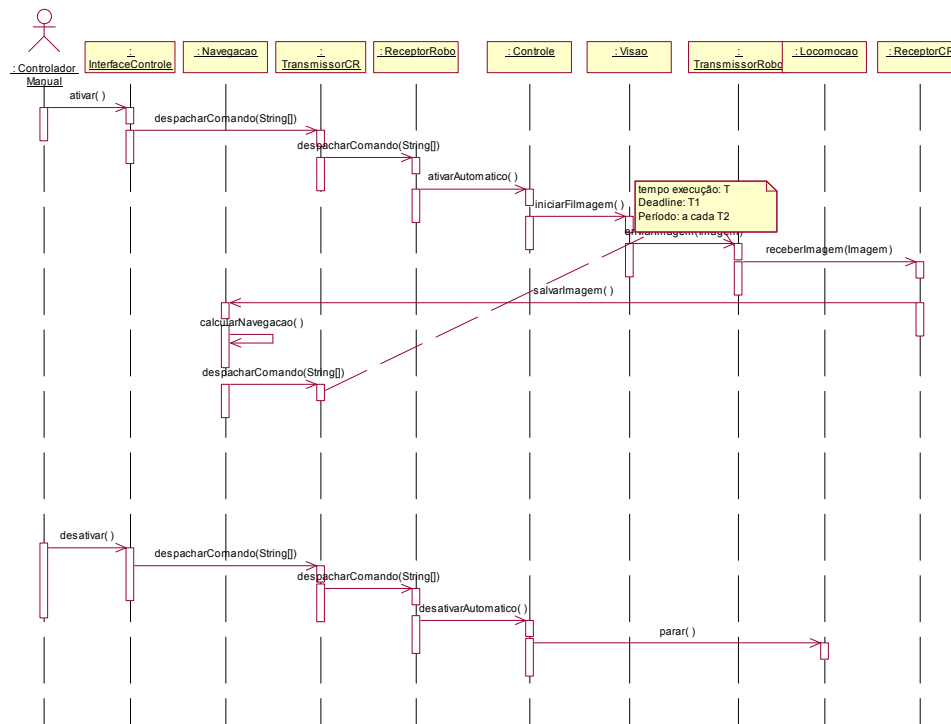 : Controlador
Manual
:
InterfaceControle
: Navegacao
:
TransmissorCR
: ReceptorRobo
: Controle
: Visao
:
TransmissorRobo
: Locomocao
: ReceptorCR
ativar( )
despacharComando(String[])
despacharComando(String[])
ativarAutomatico( )
iniciarFilmagem( )
tempo execução: T
Deadline: T1
Período: a cada T2
receberImagem(Imagem)
salvarImagem( )
calcularNavegacao( )
despacharComando(String[])
desativar( )
despacharComando(String[])
despacharComando(String[])
desativarAutomatico( )
parar( )